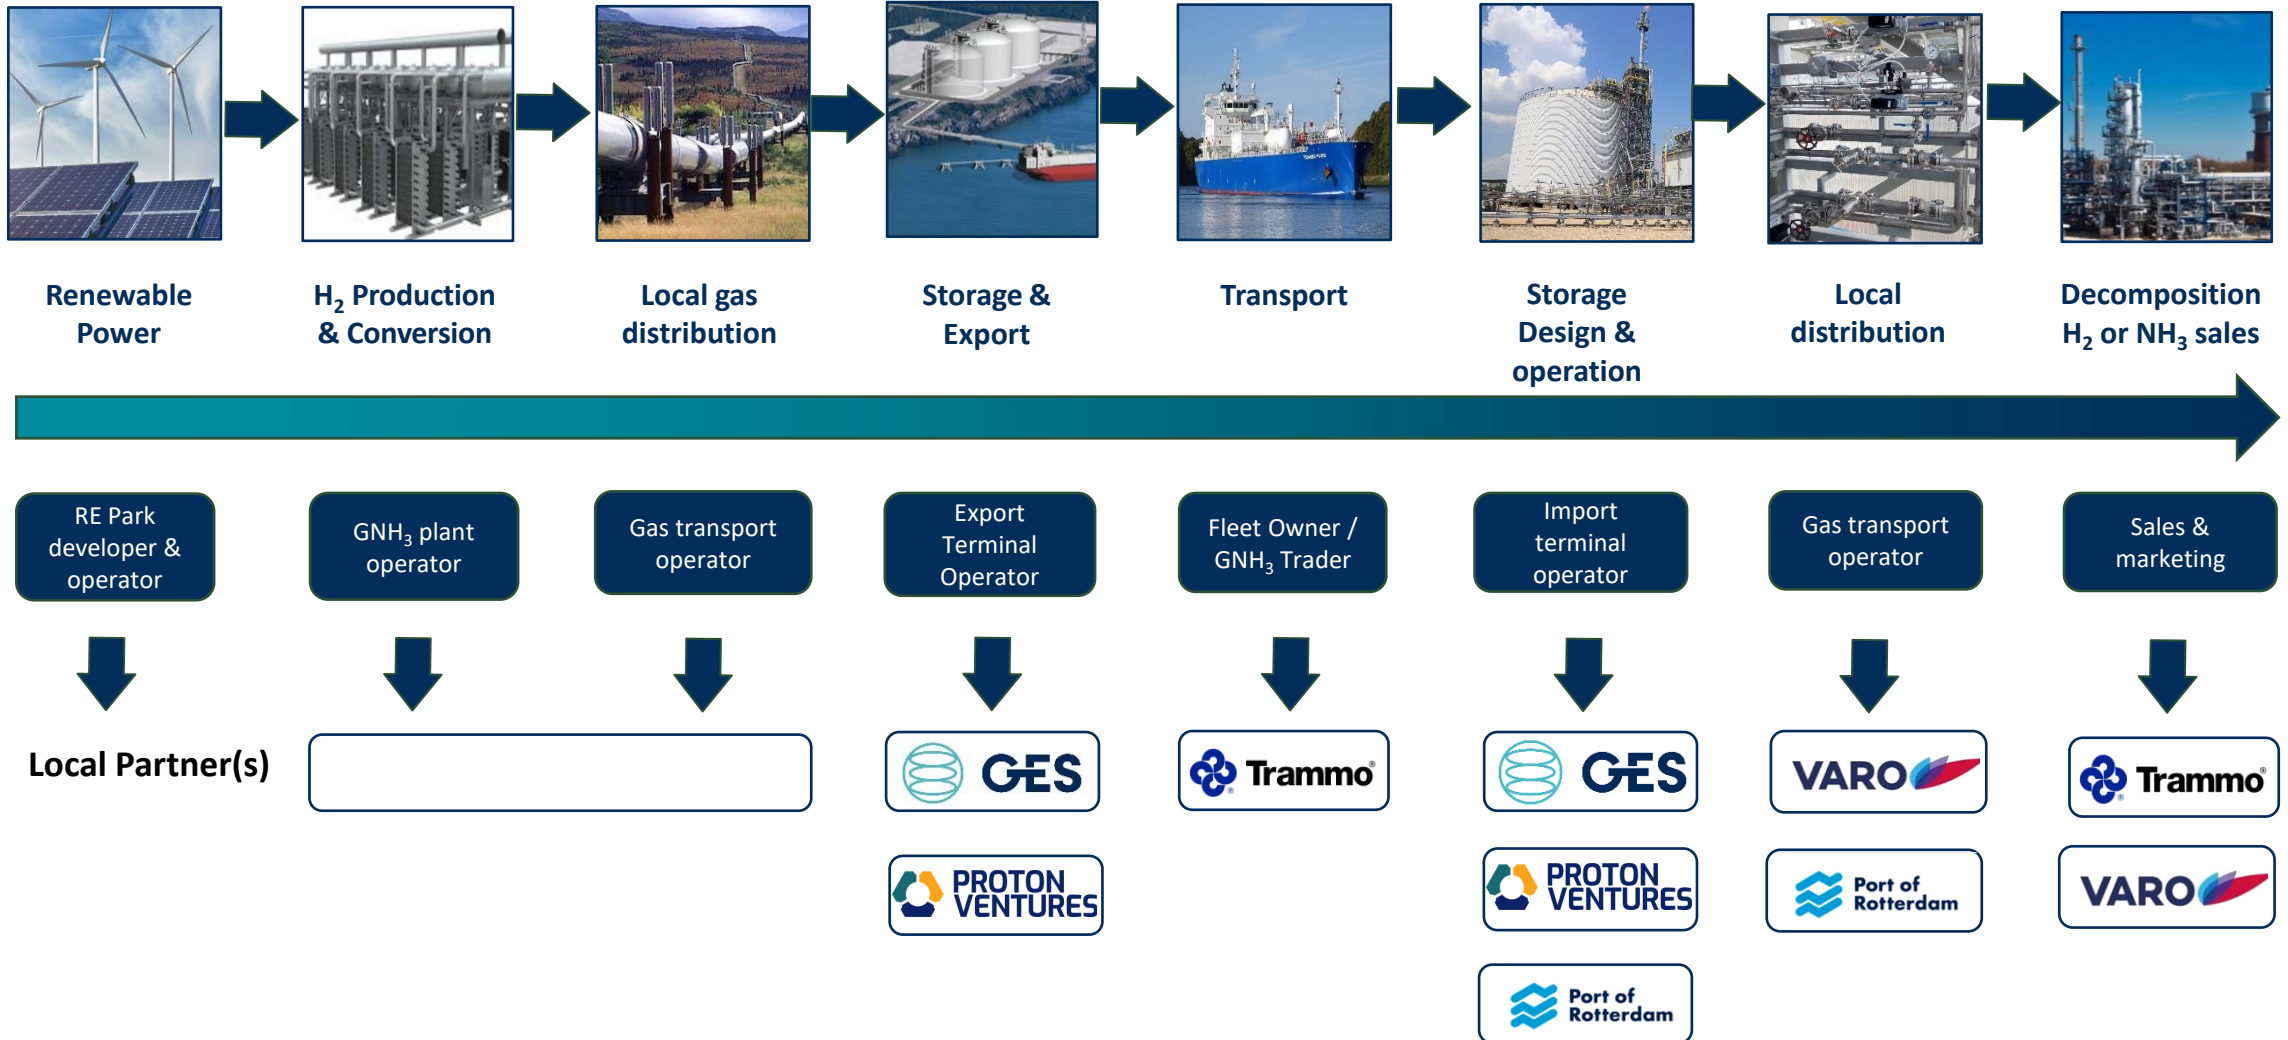 Renewable
Power
H₂ Production
& Conversion
Local gas
distribution
Storage &
Export
Transport
Storage
Design &
operation
Local
distribution
Decomposition
H₂ or NH₃ sales
RE Park
developer &
operator
GNH₃ plant
operator
Gas transport
operator
Export
Terminal
Operator
Fleet Owner /
GNH₃ Trader
Import
terminal
operator
Gas transport
operator
Sales &
marketing
Local Partner(s)
GES
Trammo®
GES
VARO
Trammo®
PROTON
VENTURES
PROTON
VENTURES
Port of
Rotterdam
VARO
Port of
Rotterdam